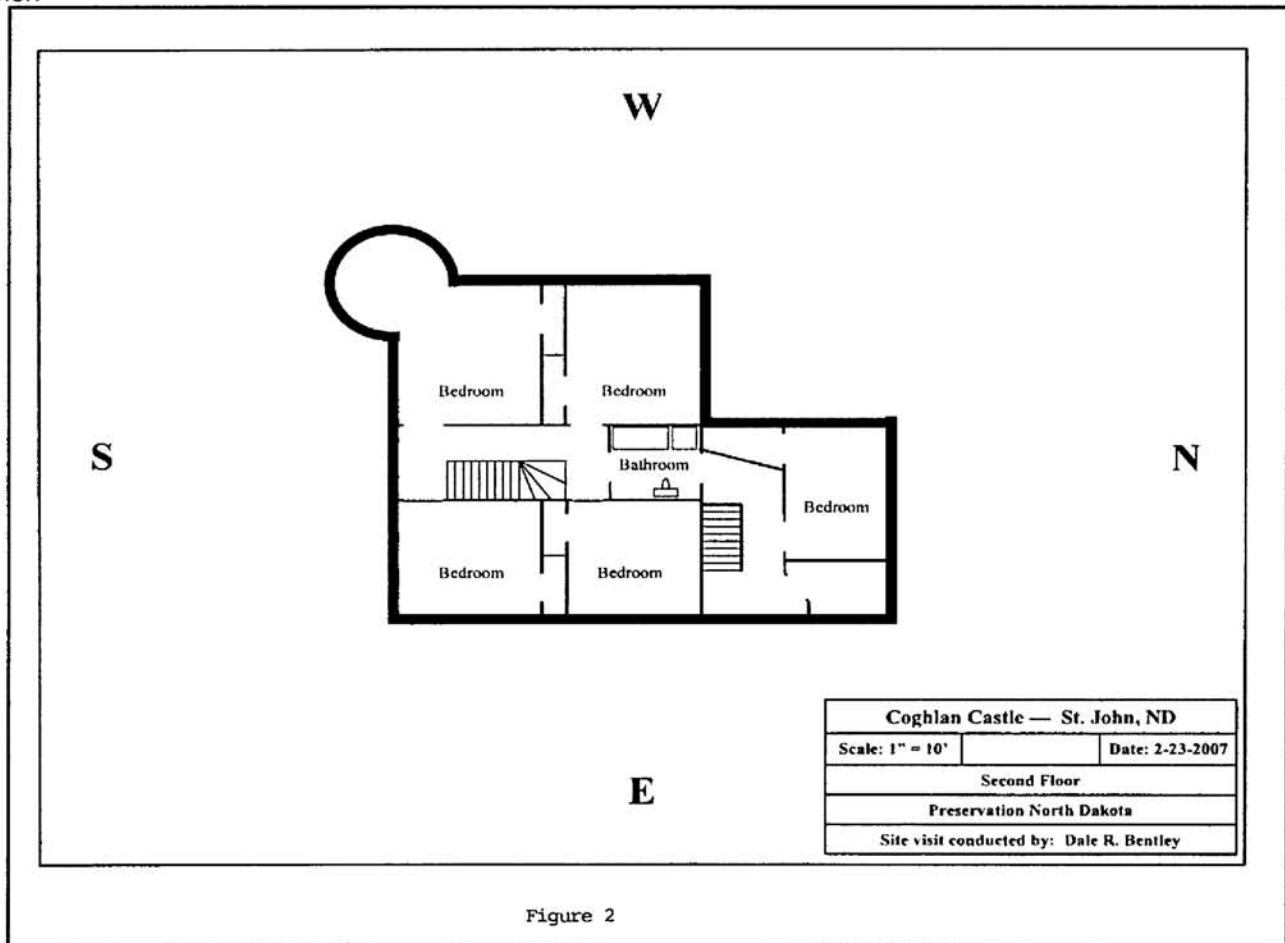 W
S
N
Bedroom
Bedroom
Bathroom
Bedroom
Bedroom
Bedroom
E
Coghlan Castle — St. John, ND
Scale: 1" = 10'
Date: 2-23-2007
Second Floor
Preservation North Dakota
Site visit conducted by: Dale R. Bentley
Figure 2